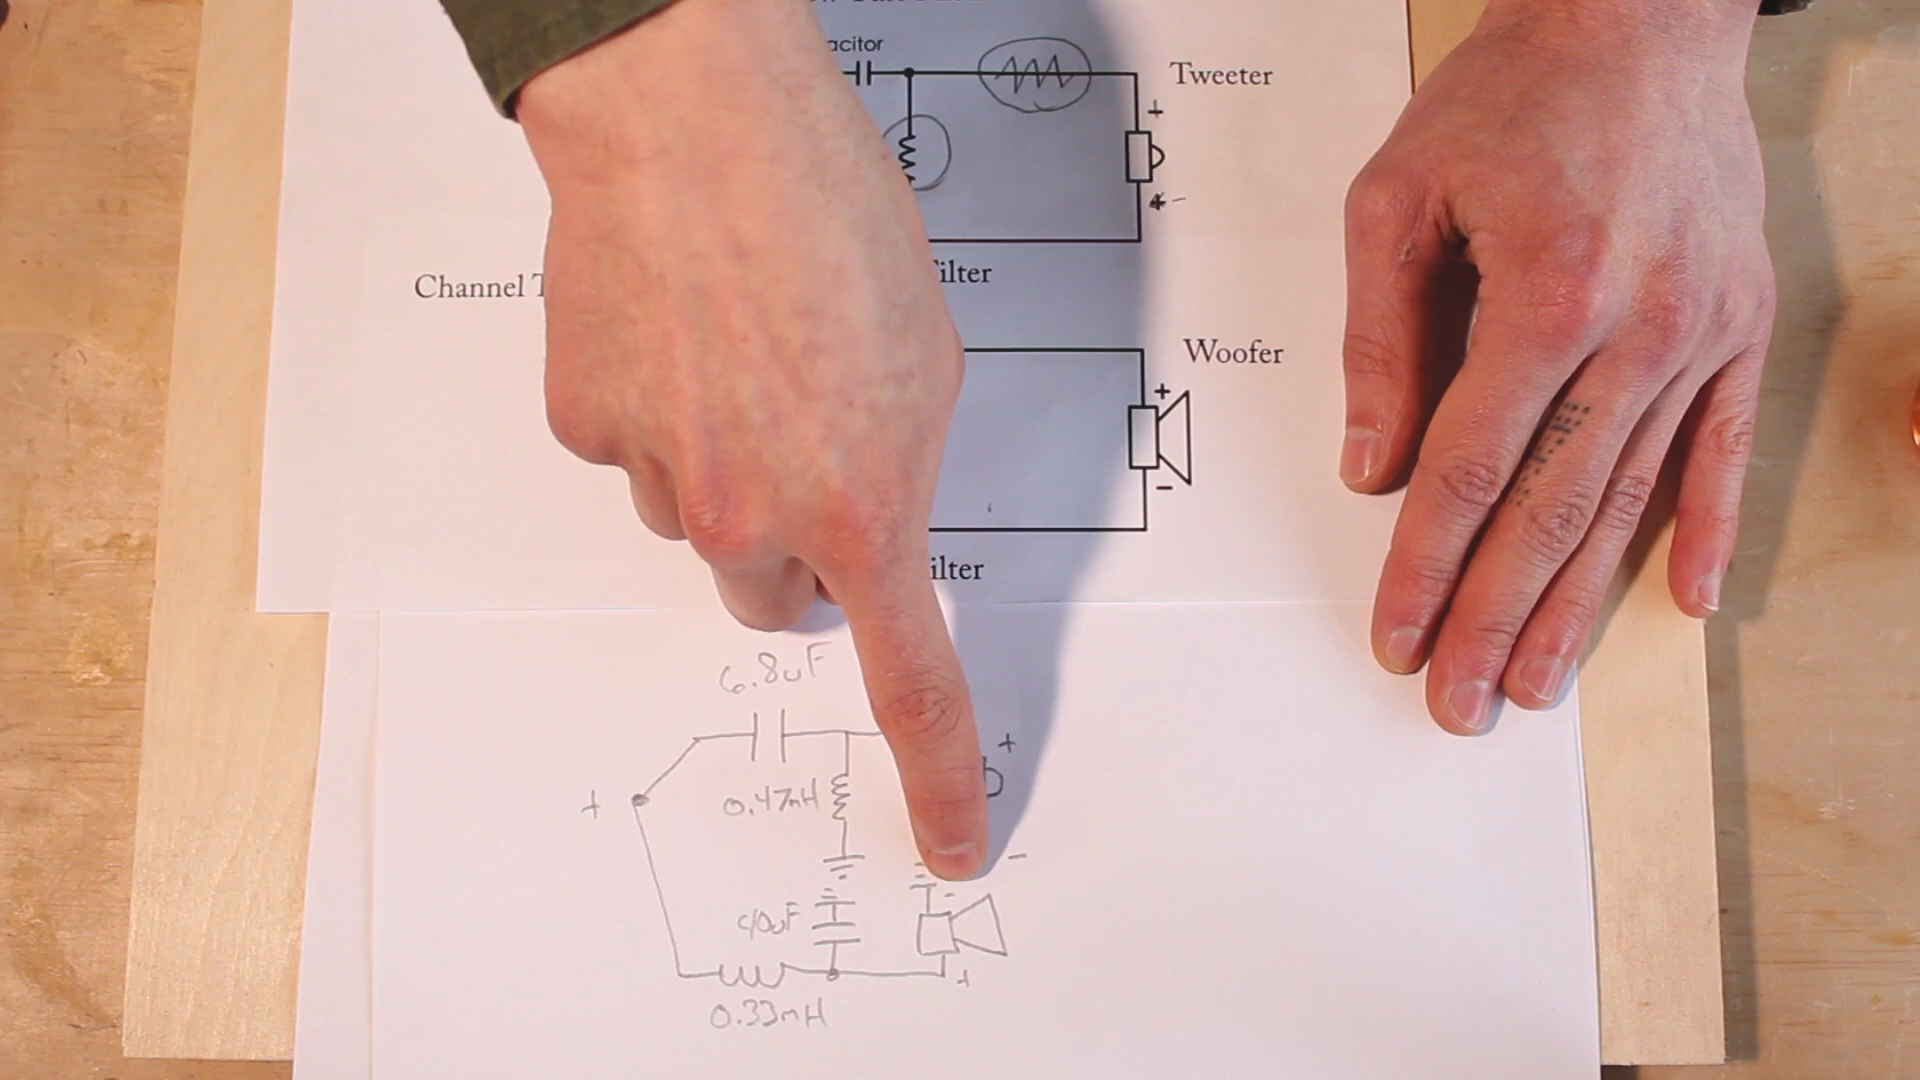 acitor
Tweeter
+
-
Channel
ilter
Woofer
+
-
ilter
6.8uF
+
+
0.47mH
-
-
+
0.33mH